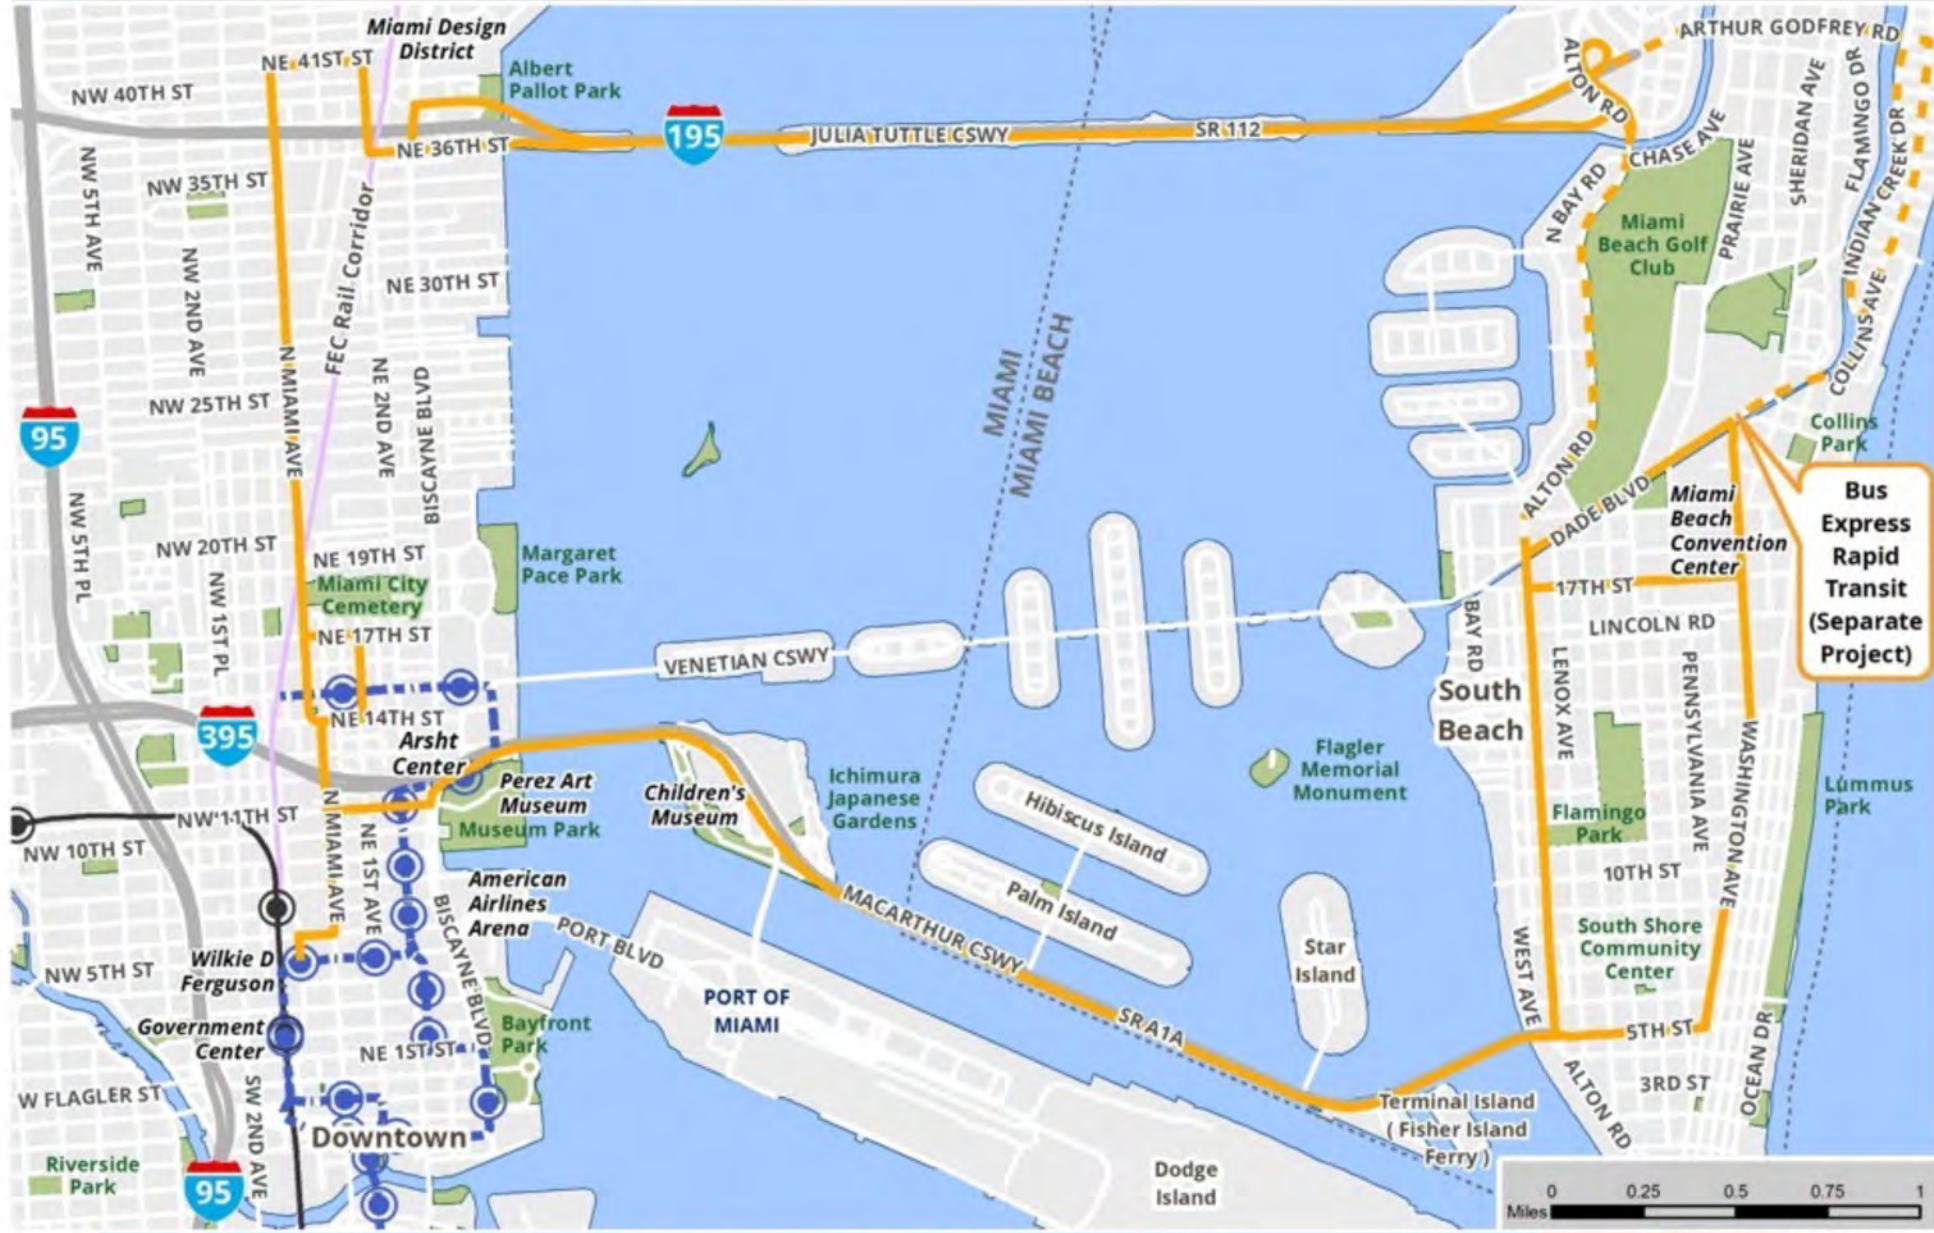 Miami Design
District
NE 41ST ST
ARTHUR GODFREY RD
ALTON RD
Albert
Pallot Park
NW 40TH ST
195
JULIA TUTTLE CSWY
SR 112
NE 36TH ST
CHASE AVE
PRAIRIE AVE
SHERIDAN AVE
FLAMINGO DR
INDIAN CREEK DR
NW 5TH AVE
NW 35TH ST
FEC Rail Corridor
N BAY RD
Miami
Beach Golf
Club
NW 2ND AVE
NE 30TH ST
N MIAMI AVE
NE 2ND AVE
BISCAYNE BLVD
MIAMI
MIAMI BEACH
COLLINS AVE
NW 25TH ST
95
Collins
Park
ALTON RD
DADE BLVD
Miami
Beach
Convention
Center
Bus
Express
Rapid
Transit
(Separate
Project)
NW 5TH PL
NW 20TH ST
NE 19TH ST
Miami City
Cemetery
Margaret
Pace Park
NW 1ST PL
NE 17TH ST
17TH ST
BAY RD
LINCOLN RD
VENETIAN CSWY
South
Beach
LENOX AVE
PENNSYLVANIA AVE
WASHINGTON AVE
395
NE 14TH ST
Arsht
Center
Perez Art
Museum
Museum Park
Children's
Museum
Ichimura
Japanese
Gardens
Flagler
Memorial
Monument
Hibiscus Island
Flamingo
Park
Lummus
Park
NW 11TH ST
N MIAMI AVE
NE 1ST AVE
NW 10TH ST
American
Airlines
Arena
BISCAYNE BLVD
PORT BLVD
MACARTHUR CSWY
Palm Island
10TH ST
South Shore
Community
Center
WEST AVE
Star
Island
Wilkie D
Ferguson
NW 5TH ST
PORT OF
MIAMI
SR A1A
5TH ST
OCEAN DR
Government
Center
Bayfront
Park
NE 1ST ST
W FLAGLER ST
SW 2ND AVE
3RD ST
ALTON RD
Terminal Island
( Fisher Island
Ferry )
Downtown
Riverside
Park
95
Dodge
Island
0 0.25 0.5 0.75 1
Miles